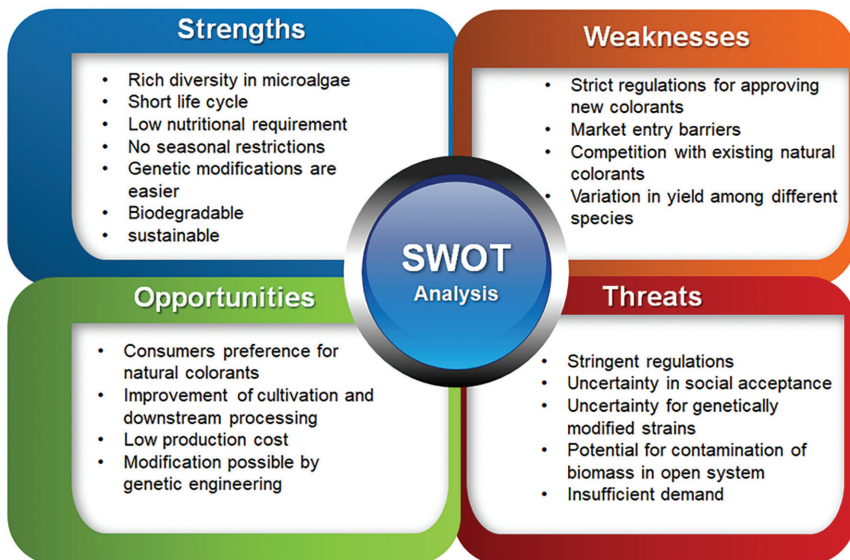 Strengths
• Rich diversity in microalgae
• Short life cycle
• Low nutritional requirement
• No seasonal restrictions
• Genetic modifications are
easier
• Biodegradable
• sustainable
Weaknesses
• Strict regulations for approving
new colorants
• Market entry barriers
• Competition with existing natural
colorants
• Variation in yield among different
species
SWOT
Analysis
Opportunities
• Consumers preference for
natural colorants
• Improvement of cultivation and
downstream processing
• Low production cost
• Modification possible by
genetic engineering
Threats
• Stringent regulations
• Uncertainty in social acceptance
• Uncertainty for genetically
modified strains
• Potential for contamination of
biomass in open system
• Insufficient demand